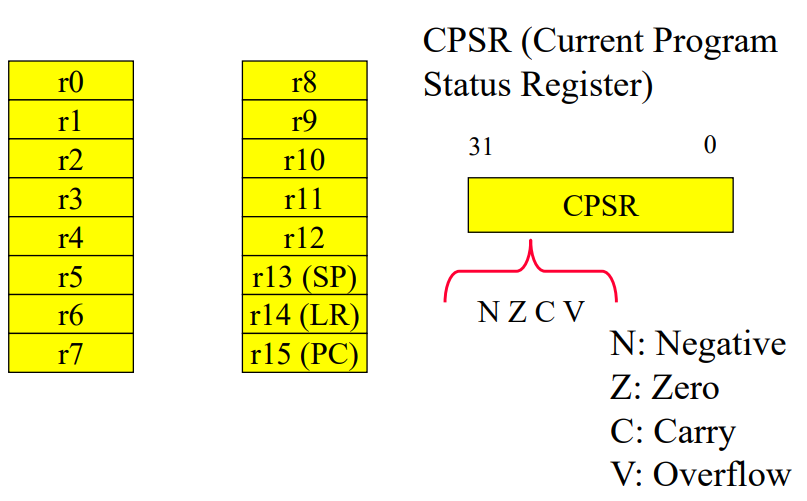 r0
r1
r2
r3
r4
r5
r6
r7
r8
r9
r10
r11
r12
r13 (SP)
r14 (LR)
r15 (PC)
CPSR (Current Program
Status Register)
31 0
CPSR
N Z C V
N: Negative
Z: Zero
C: Carry
V: Overflow